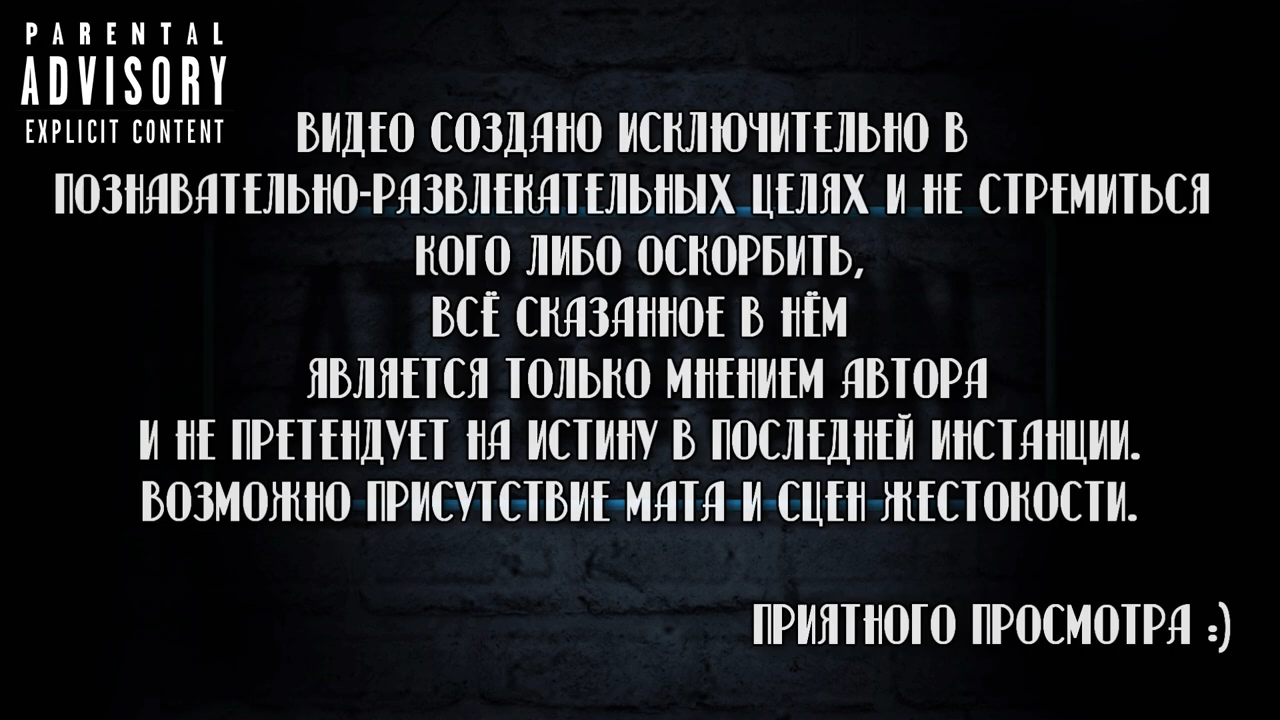 PARENTAL
ADVISORY
EXPLICIT CONTENT
ВИДЕО СОЗДАНО ИСКЛЮЧИТЕЛЬНО В
ПОЗНАВАТЕЛЬНО-РАЗВЛЕКАТЕЛЬНЫХ ЦЕЛЯХ И НЕ СТРЕМИТЬСЯ
КОГО ЛИБО ОСКОРБИТЬ,
ВСЁ СКАЗАННОЕ В НЁМ
ЯВЛЯЕТСЯ ТОЛЬКО МНЕНИЕМ АВТОРА
И НЕ ПРЕТЕНДУЕТ НА ИСТИНУ В ПОСЛЕДНЕЙ ИНСТАНЦИИ.
ВОЗМОЖНО ПРИСУТСТВИЕ МАТА И СЦЕН ЖЕСТОКОСТИ.
ПРИЯТНОГО ПРОСМОТРА :)